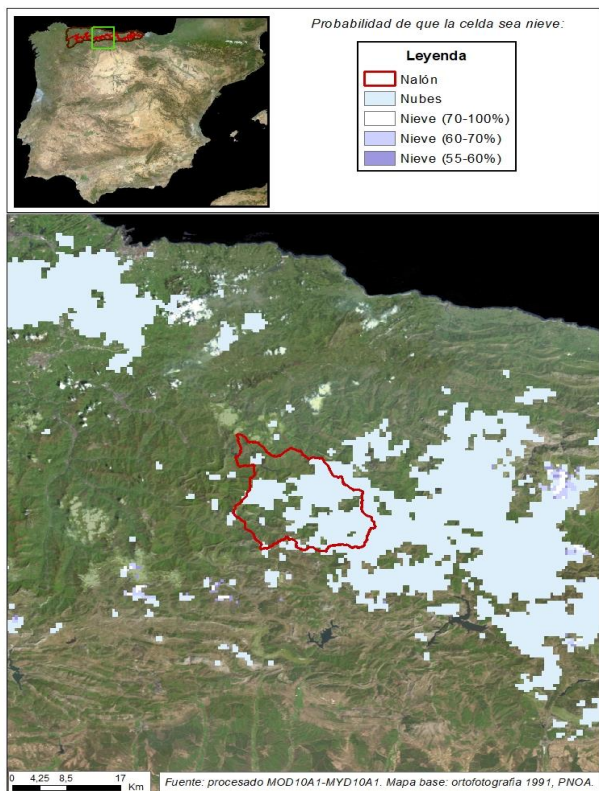 Probabilidad de que la celda sea nieve:
Leyenda
Nalón
Nubes
Nieve (70-100%)
Nieve (60-70%)
Nieve (55-60%)
0 4,25 8,5 17
Km
Fuente: procesado MOD10A1-MYD10A1. Mapa base: ortofotografia 1991, PNOA.